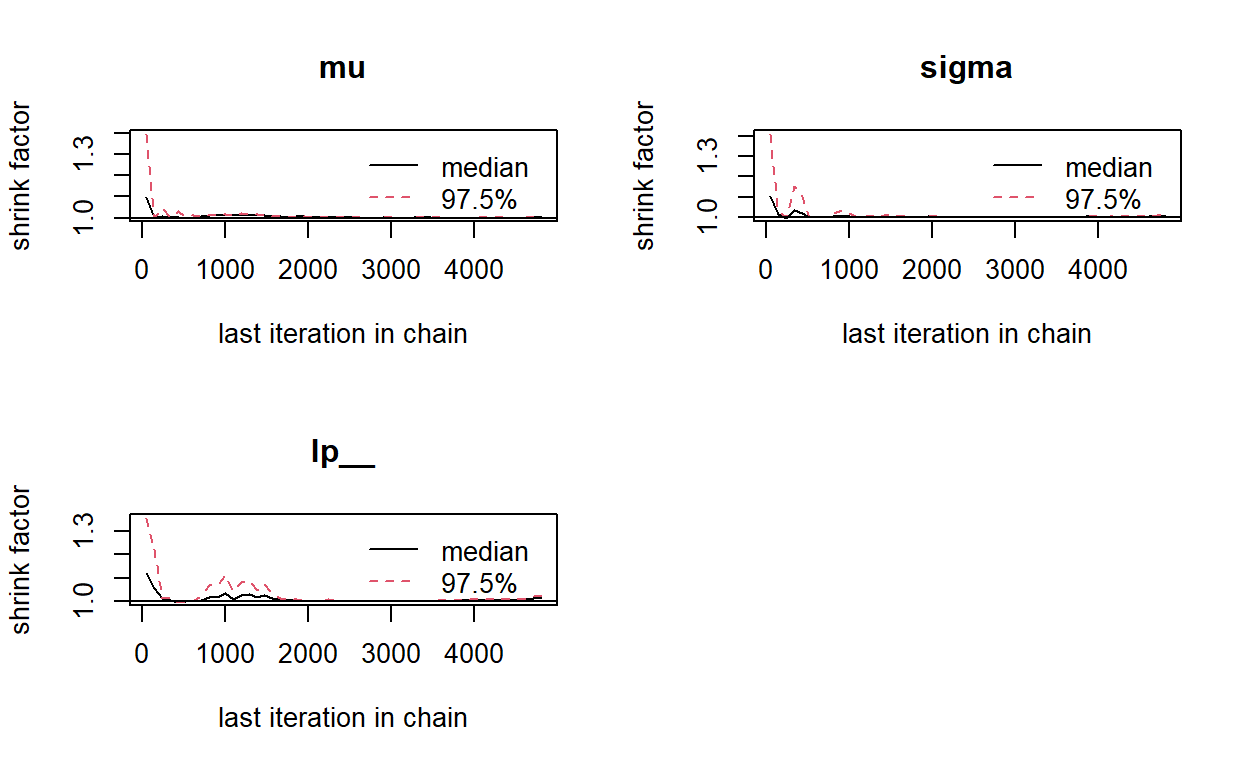 mu
shrink factor
1.3
1.0
median
97.5%
0 1000 2000 3000 4000
last iteration in chain
sigma
shrink factor
1.3
1.0
median
97.5%
0 1000 2000 3000 4000
last iteration in chain
lp__
shrink factor
1.3
1.0
median
97.5%
0 1000 2000 3000 4000
last iteration in chain